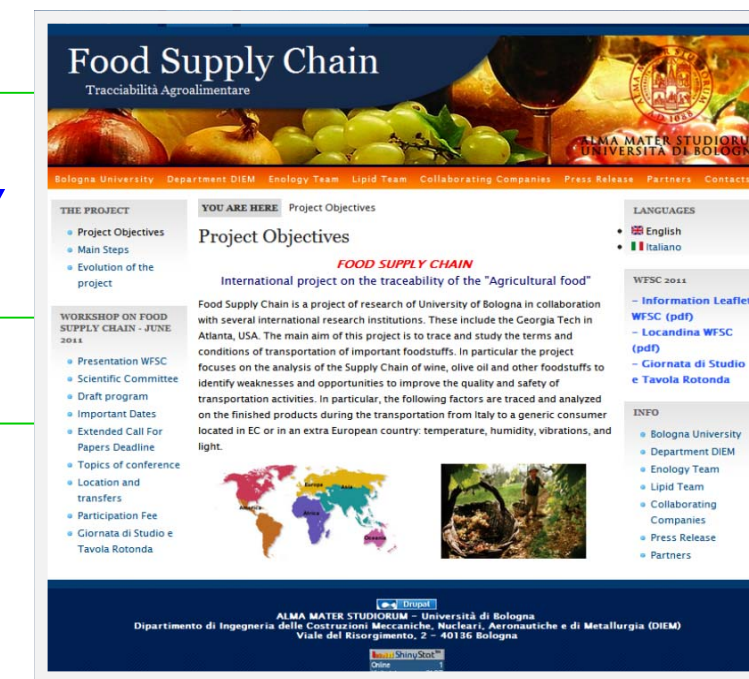 Food Supply Chain
Tracciabilità Agroalimentare
ALMA MATER STUDIORU
UNIVERSITÀ DI BOLOGN
A.D. 1088
Bologna University Department DIEM Enology Team Lipid Team Collaborating Companies Press Release Partners Contacts
THE PROJECT
Project Objectives
Main Steps
Evolution of the
project
WORKSHOP ON FOOD
SUPPLY CHAIN - JUNE
2011
Presentation WFSC
Scientific Committee
Draft program
Important Dates
Extended Call For
Papers Deadline
Topics of conference
Location and
transfers
Participation Fee
Giornata di Studio e
Tavola Rotonda
YOU ARE HERE Project Objectives
Project Objectives
FOOD SUPPLY CHAIN
International project on the traceability of the "Agricultural food"
Food Supply Chain is a project of research of University of Bologna in collaboration
with several international research institutions. These include the Georgia Tech in
Atlanta, USA. The main aim of this project is to trace and study the terms and
conditions of transportation of important foodstuffs. In particular the project
focuses on the analysis of the Supply Chain of wine, olive oil and other foodstuffs to
identify weaknesses and opportunities to improve the quality and safety of
transportation activities. In particular, the following factors are traced and analyzed
on the finished products during the transportation from Italy to a generic consumer
located in EC or in an extra European country: temperature, humidity, vibrations, and
light.
America
Europe
Asia
Africa
Oceania
LANGUAGES
English
Italiano
WFSC 2011
– Information Leaflet
WFSC (pdf)
– Locandina WFSC
(pdf)
– Giornata di Studio
e Tavola Rotonda
INFO
Bologna University
Department DIEM
Enology Team
Lipid Team
Collaborating
Companies
Press Release
Partners
Drupal
ALMA MATER STUDIORUM – Università di Bologna
Dipartimento di Ingegneria delle Costruzioni Meccaniche, Nucleari, Aeronautiche e di Metallurgia (DIEM)
Viale del Risorgimento, 2 – 40136 Bologna
ShinyStat™
Online 1